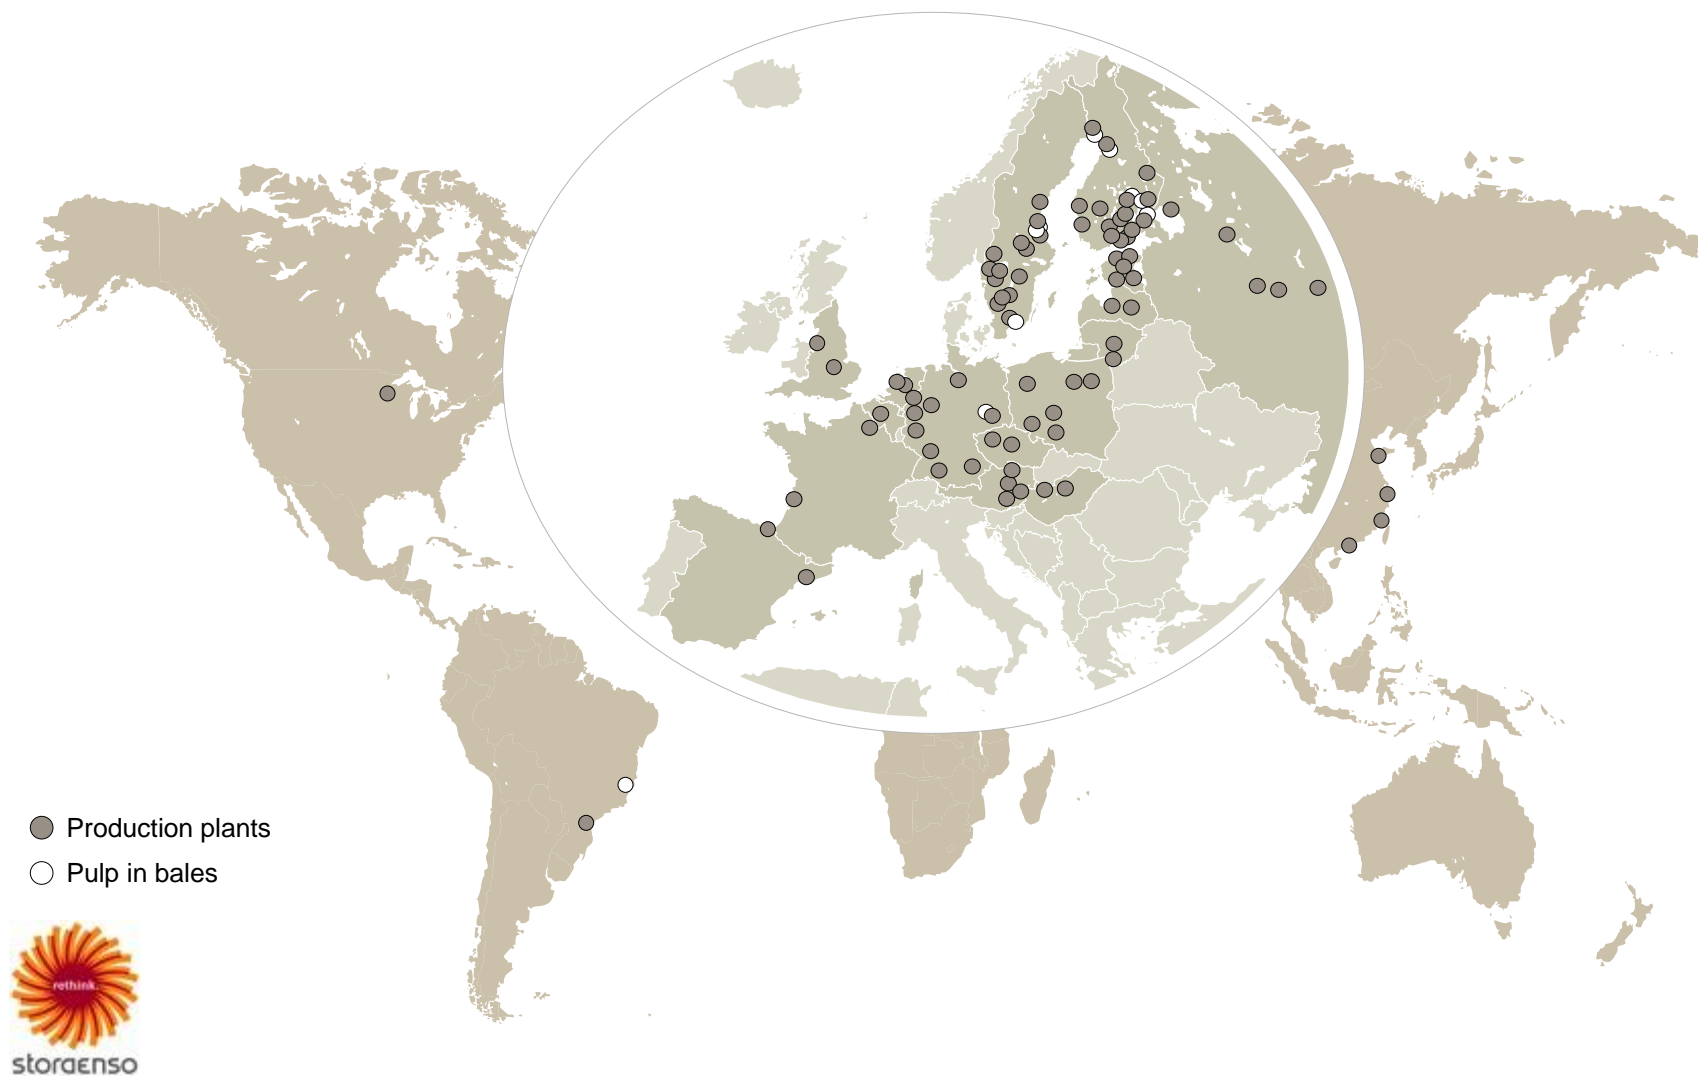 Production plants
Pulp in bales
rethink
storaenso